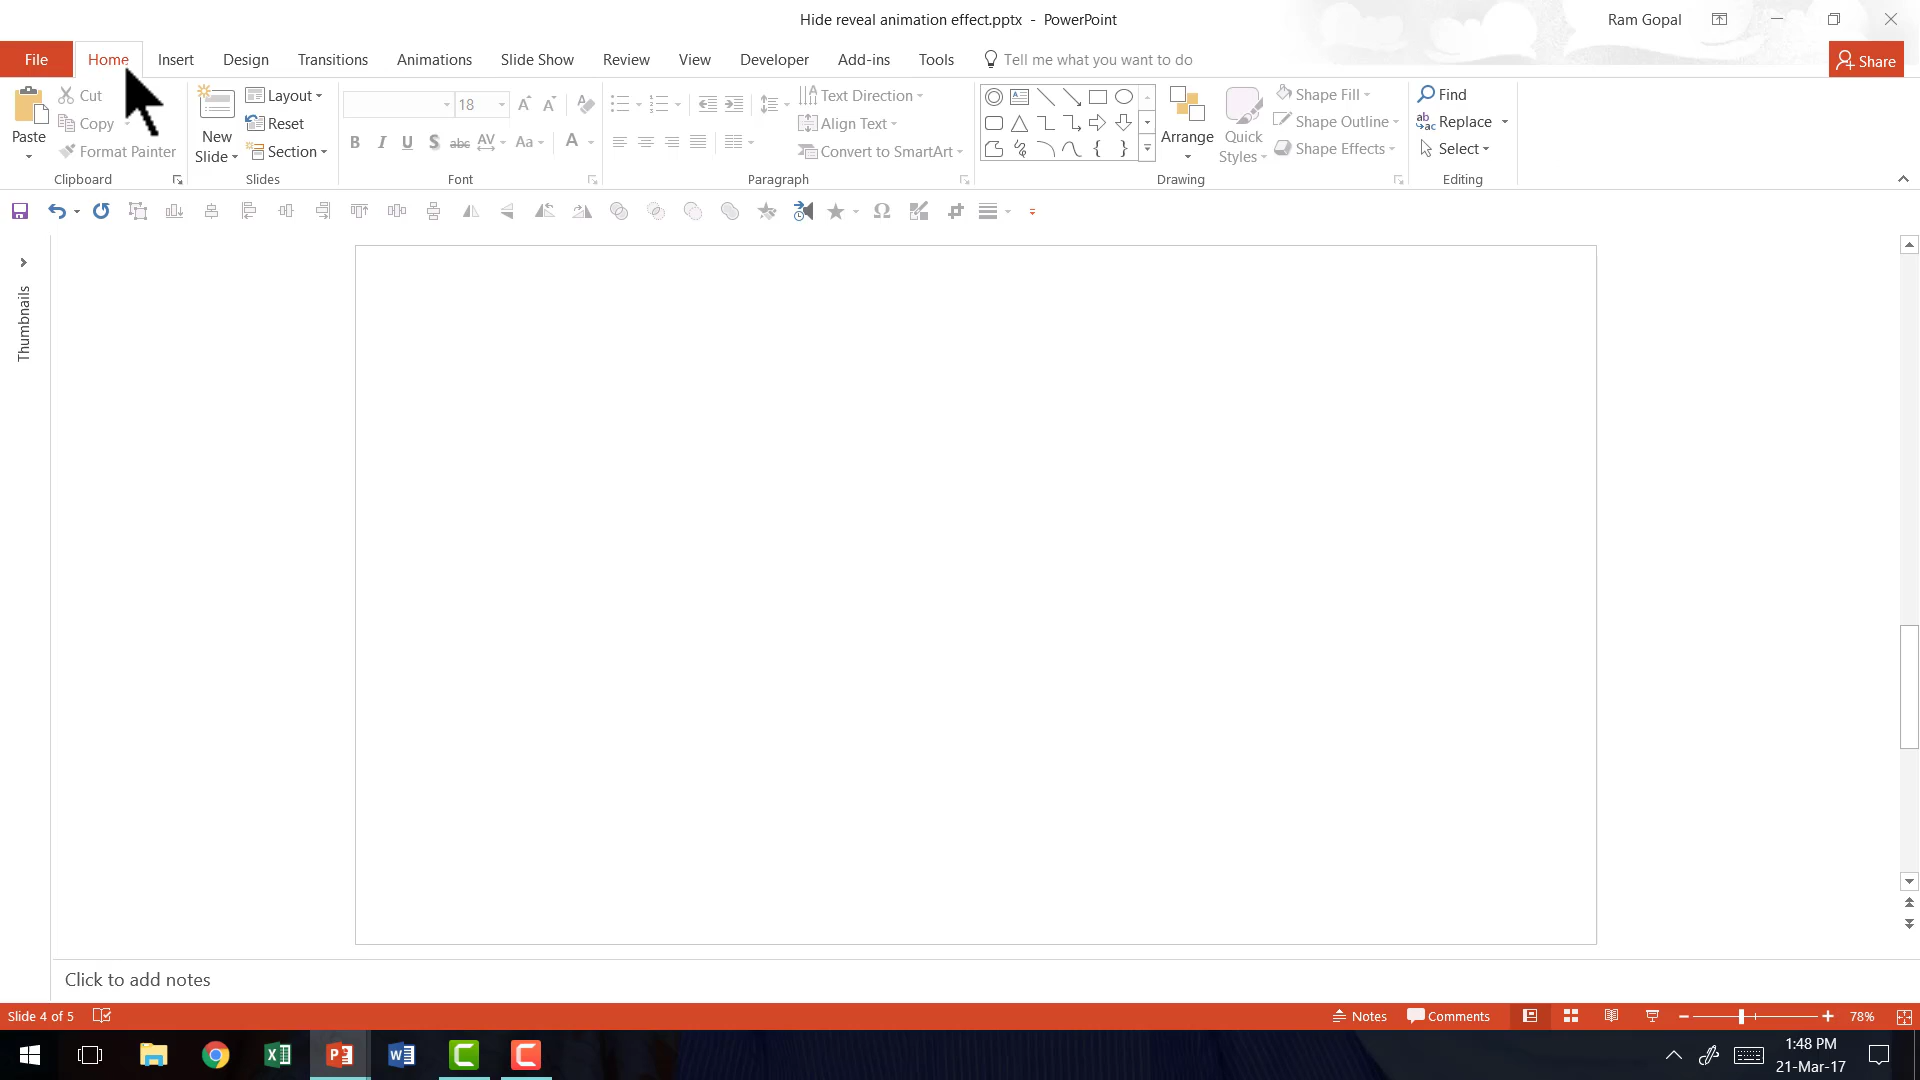 Hide reveal animation effect.pptx - PowerPoint
Ram Gopal
File Home Insert Design Transitions Animations Slide Show Review View Developer Add-ins Tools Tell me what you want to do Share
Paste
Cut
Copy
Format Painter
Clipboard
New
Slide
Layout
Reset
Section
Slides
18
B I U S abc AV Aa A
Font
Text Direction
Align Text
Convert to SmartArt
Paragraph
Arrange
Quick
Styles
Shape Fill
Shape Outline
Shape Effects
Drawing
Find
Replace
Select
Editing
Thumbnails
Click to add notes
Slide 4 of 5
Notes
Comments
78%
1:48 PM
21-Mar-17